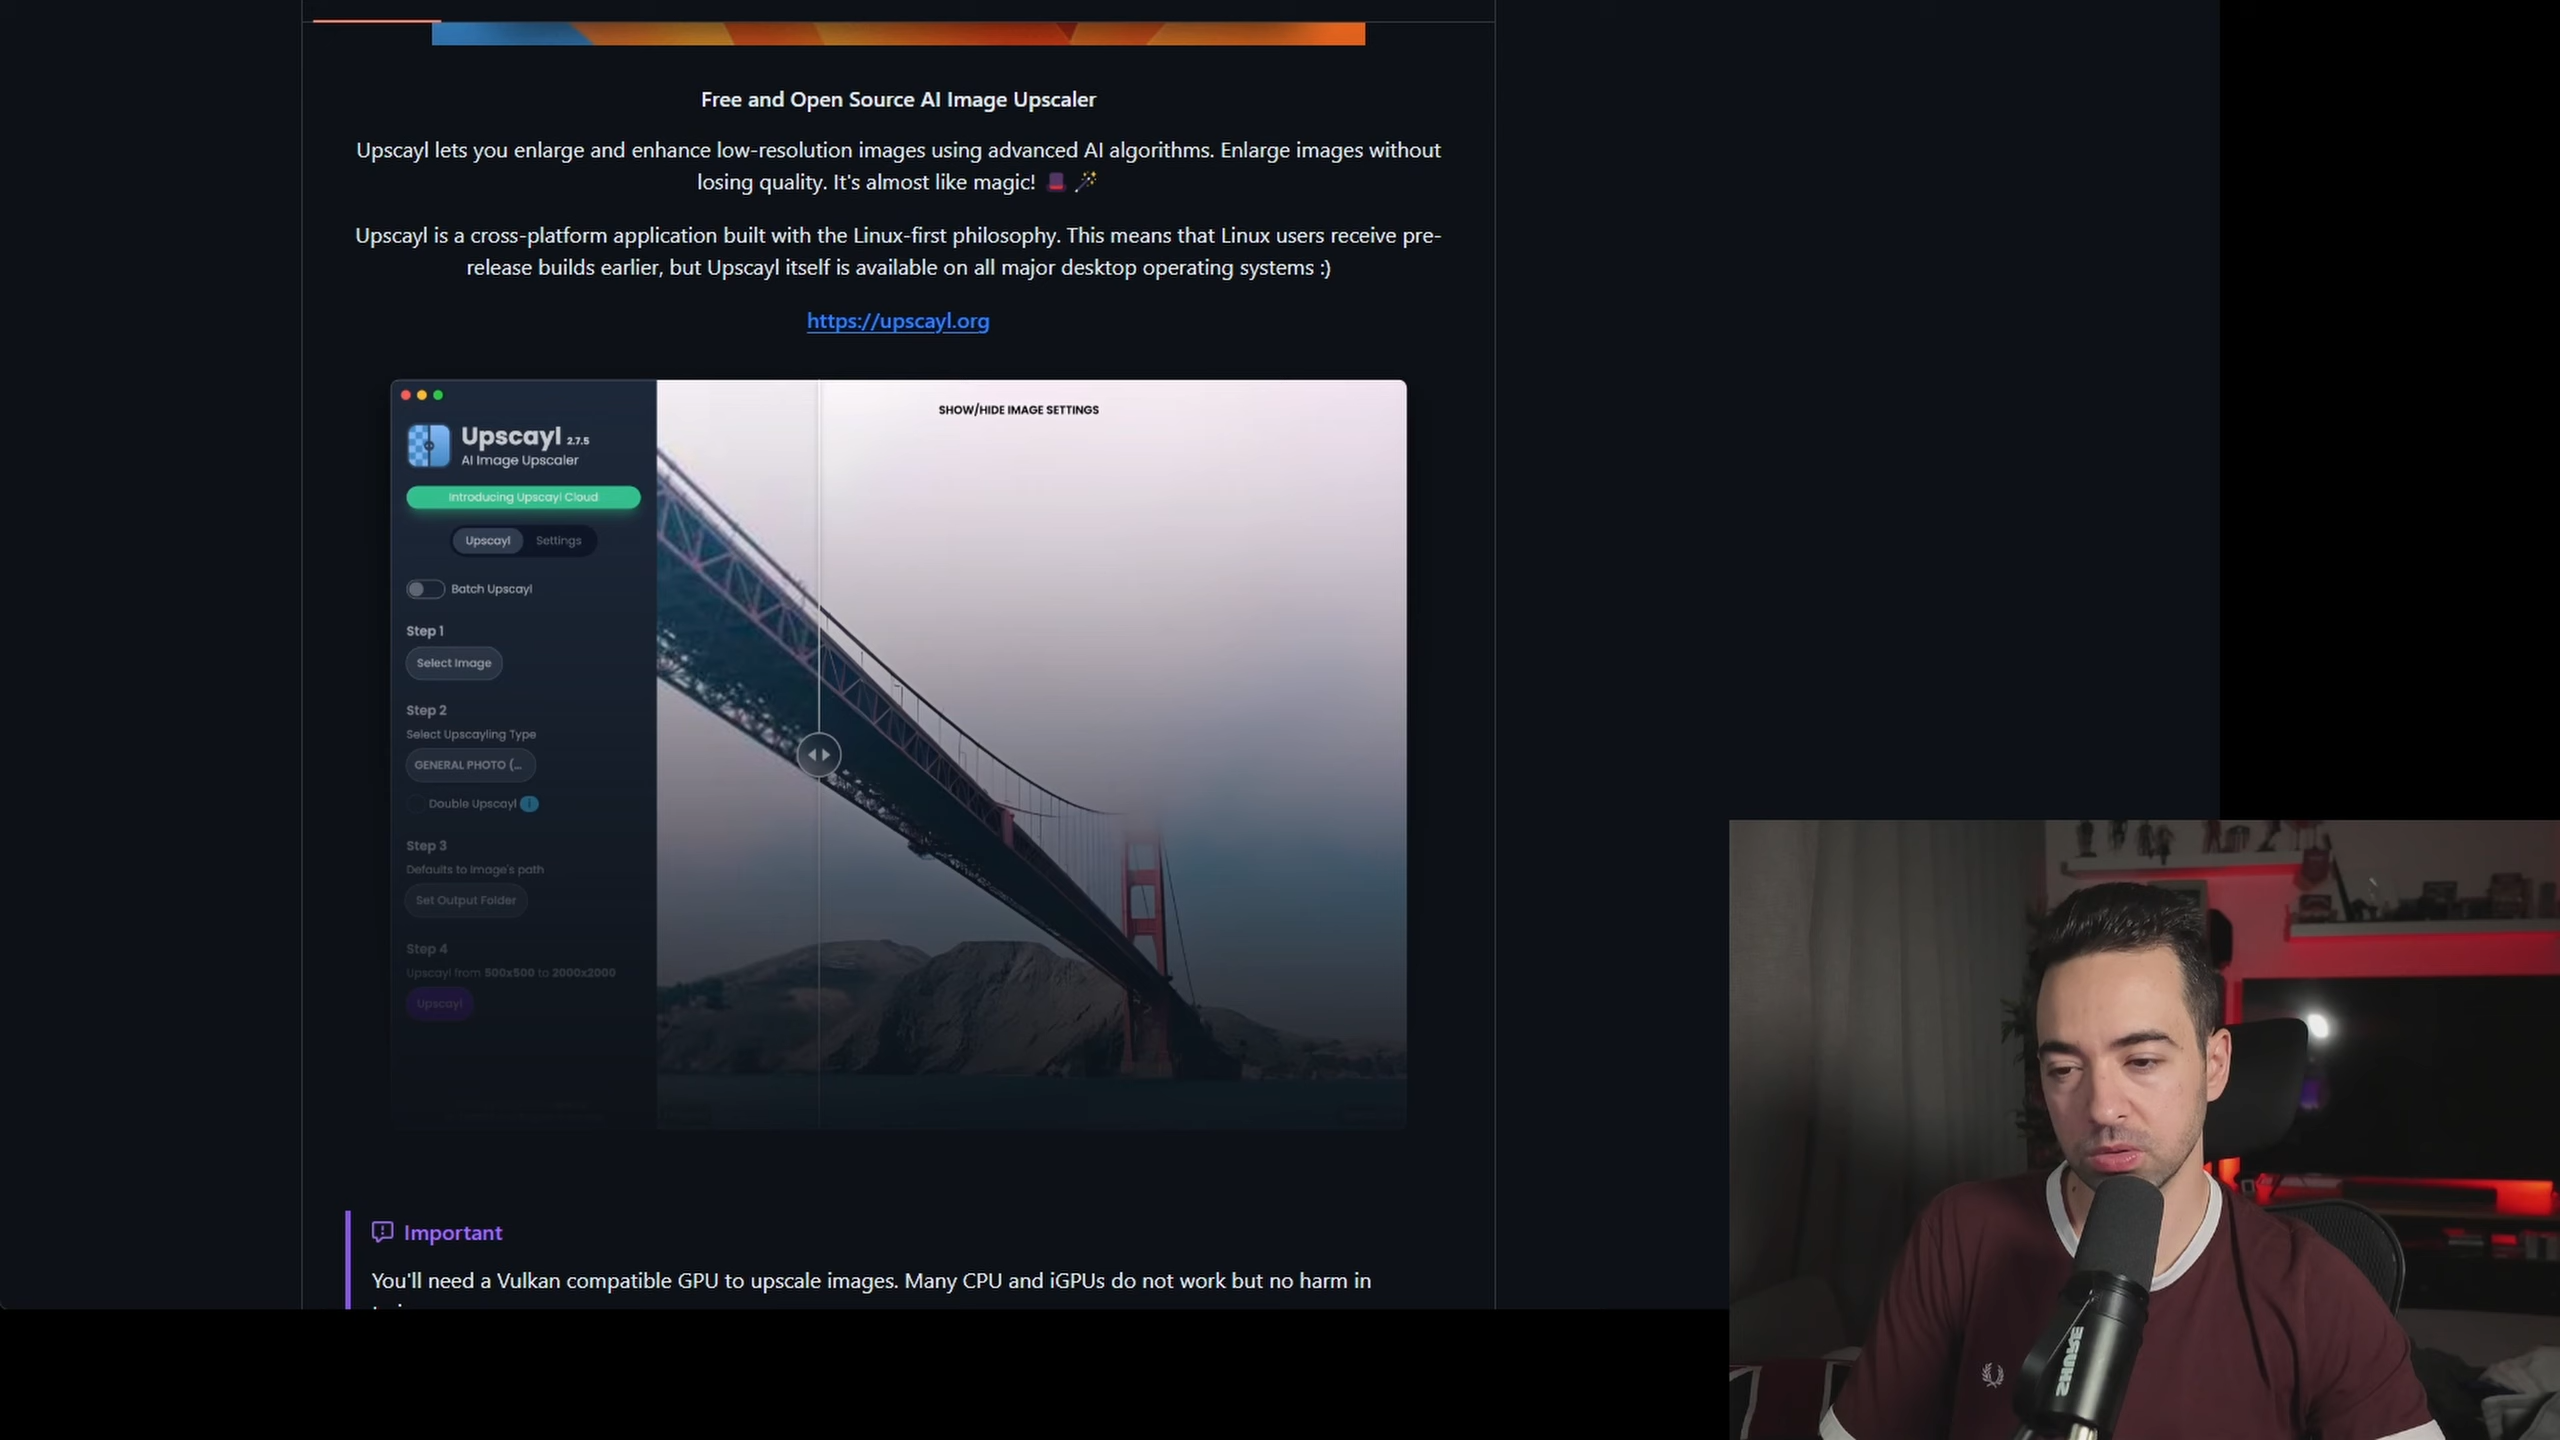 Free and Open Source AI Image Upscaler
Upscayl lets you enlarge and enhance low-resolution images using advanced AI algorithms. Enlarge images without
losing quality. It's almost like magic!
Upscayl is a cross-platform application built with the Linux-first philosophy. This means that Linux users receive pre-
release builds earlier, but Upscayl itself is available on all major desktop operating systems :)
https://upscayl.org
SHOW/HIDE IMAGE SETTINGS
Upscayl 2.7.5
AI Image Upscaler
Introducing Upscayl Cloud
Upscayl Settings
Batch Upscayl
Step 1
Select Image
Step 2
Select Upscayling Type
GENERAL PHOTO (...
Double Upscayl i
Step 3
Defaults to Image's path
Set Output Folder
Step 4
Upscayl from 500x500 to 2000x2000
Upscayl
Important
You'll need a Vulkan compatible GPU to upscale images. Many CPU and iGPUs do not work but no harm in
SHURE